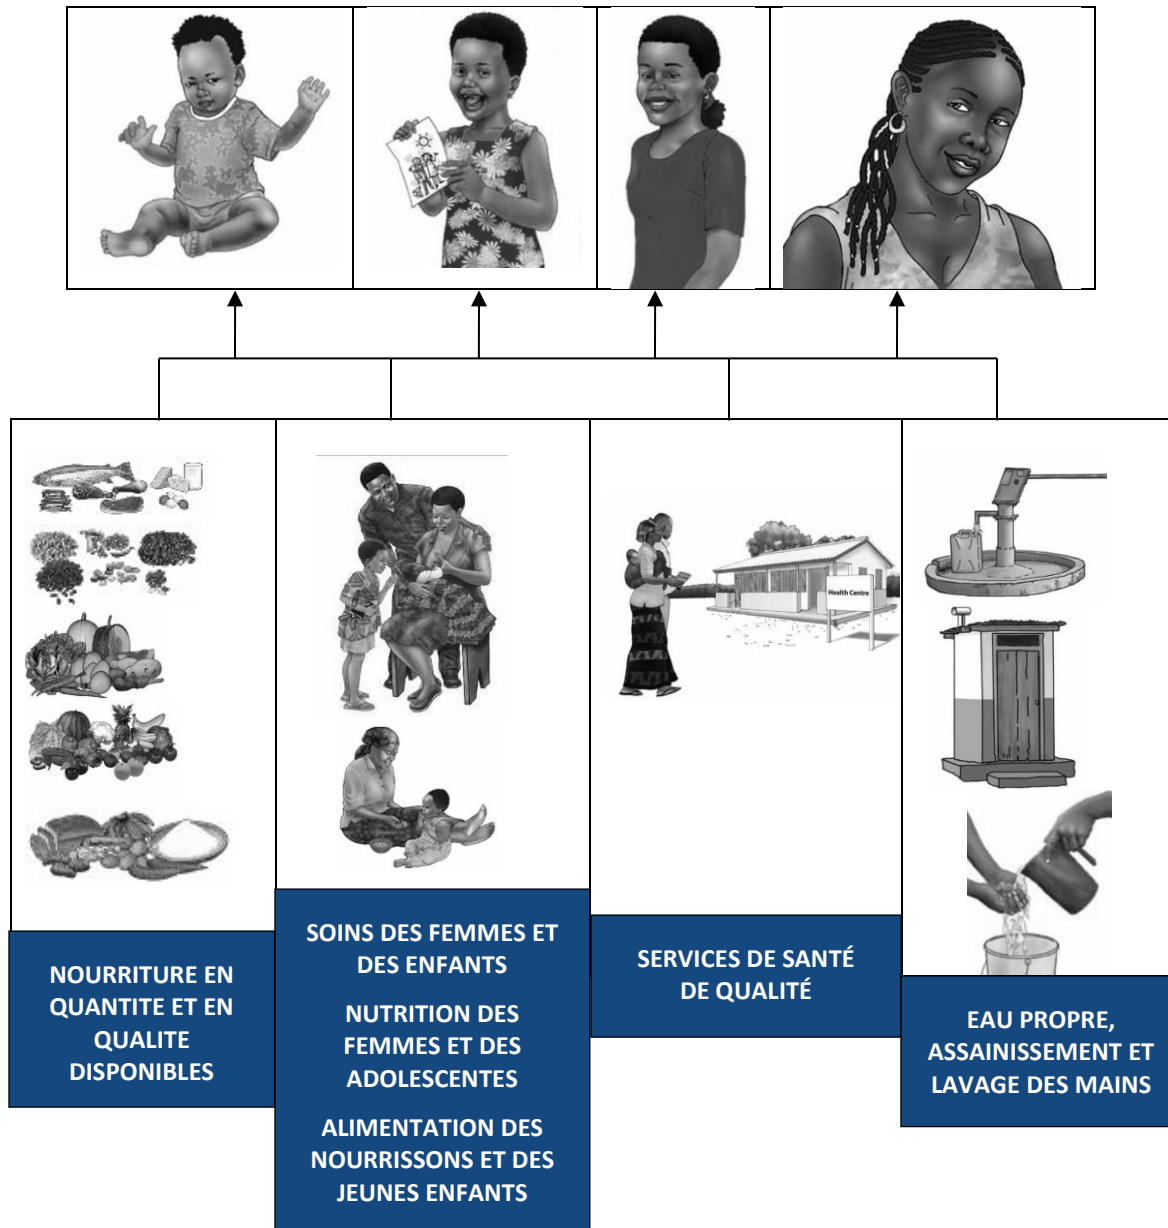 Health Centre
NOURRITURE EN
QUANTITE ET EN
QUALITE
DISPONIBLES
SOINS DES FEMMES ET
DES ENFANTS
NUTRITION DES
FEMMES ET DES
ADOLESCENTES
ALIMENTATION DES
NOURRISSONS ET DES
JEUNES ENFANTS
SERVICES DE SANTÉ
DE QUALITÉ
EAU PROPRE,
ASSAINISSEMENT ET
LAVAGE DES MAINS